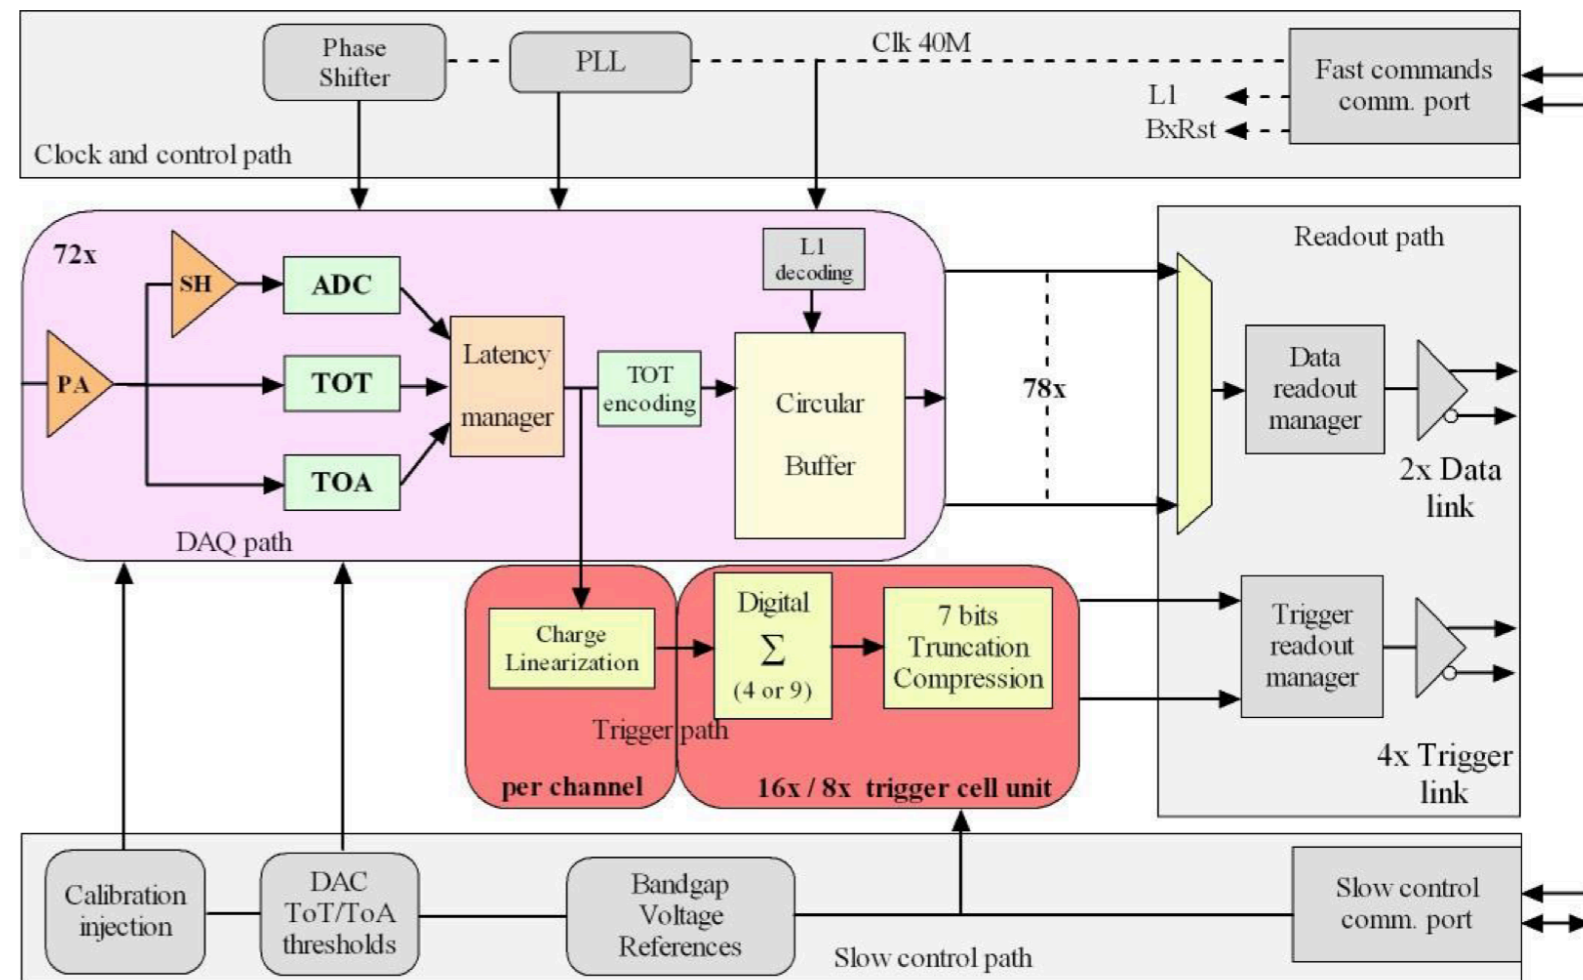 Phase
Shifter
PLL
Clk 40M
Fast commands
comm. port
L1
BxRst
Clock and control path
72x
SH
ADC
PA
TOT
TOA
Latency
manager
TOT
encoding
L1
decoding
Circular
Buffer
DAQ path
78x
Readout path
Data
readout
manager
2x Data
link
Charge
Linearization
Digital
Σ
(4 or 9)
7 bits
Truncation
Compression
Trigger path
per channel
16x / 8x trigger cell unit
Trigger
readout
manager
4x Trigger
link
Calibration
injection
DAC
ToT/ToA
thresholds
Bandgap
Voltage
References
Slow control
comm. port
Slow control path